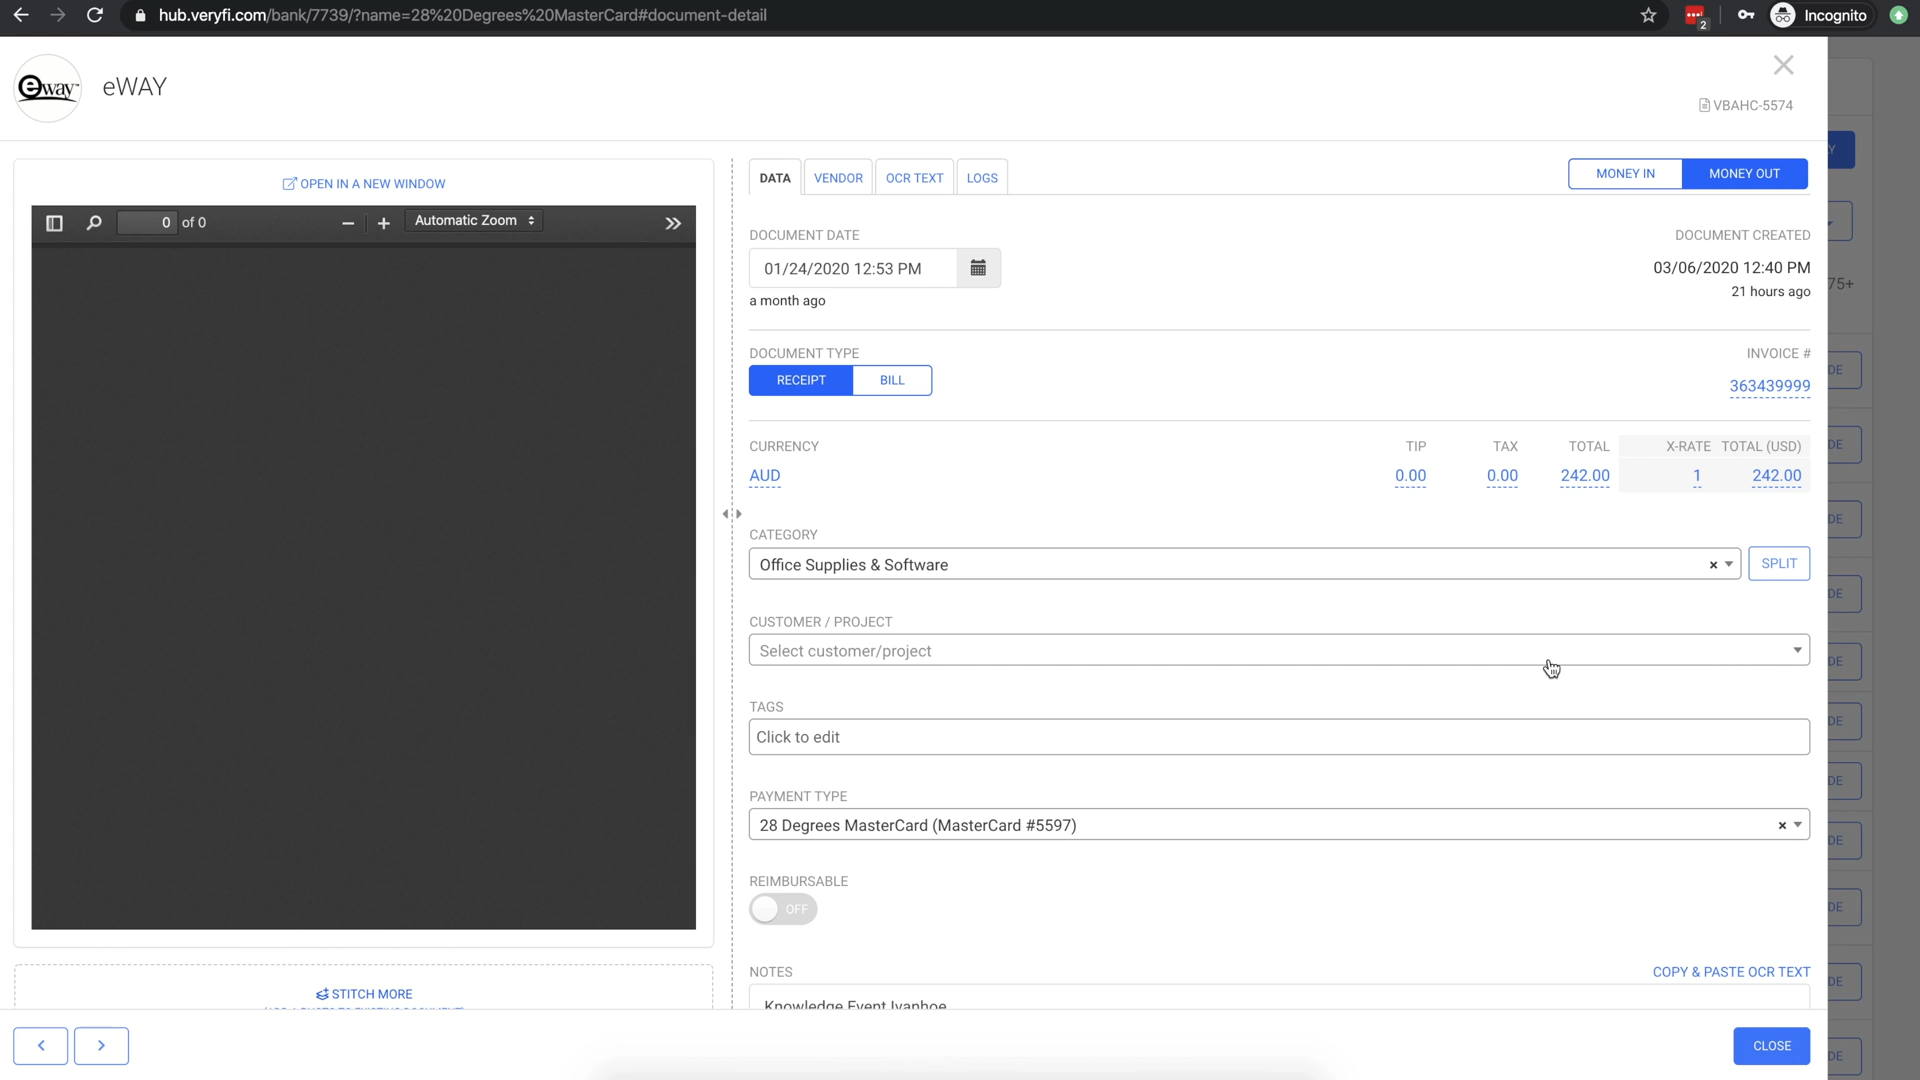 hub.veryfi.com/bank/7739/?name=28%20Degrees%20MasterCard#document-detail
2
Incognito
eway™
eWAY
VBAHC-5574
OPEN IN A NEW WINDOW
0 of 0
Automatic Zoom
DATA
VENDOR
OCR TEXT
LOGS
MONEY IN
MONEY OUT
DOCUMENT DATE
DOCUMENT CREATED
01/24/2020 12:53 PM
03/06/2020 12:40 PM
a month ago
21 hours ago
75+
DOCUMENT TYPE
INVOICE #
RECEIPT
BILL
363439999
CURRENCY
TIP
TAX
TOTAL
X-RATE
TOTAL (USD)
AUD
0.00
0.00
242.00
1
242.00
CATEGORY
Office Supplies & Software
SPLIT
CUSTOMER / PROJECT
Select customer/project
TAGS
Click to edit
PAYMENT TYPE
28 Degrees MasterCard (MasterCard #5597)
REIMBURSABLE
OFF
NOTES
COPY & PASTE OCR TEXT
Knowledge Event Ivanhoe
STITCH MORE
CLOSE